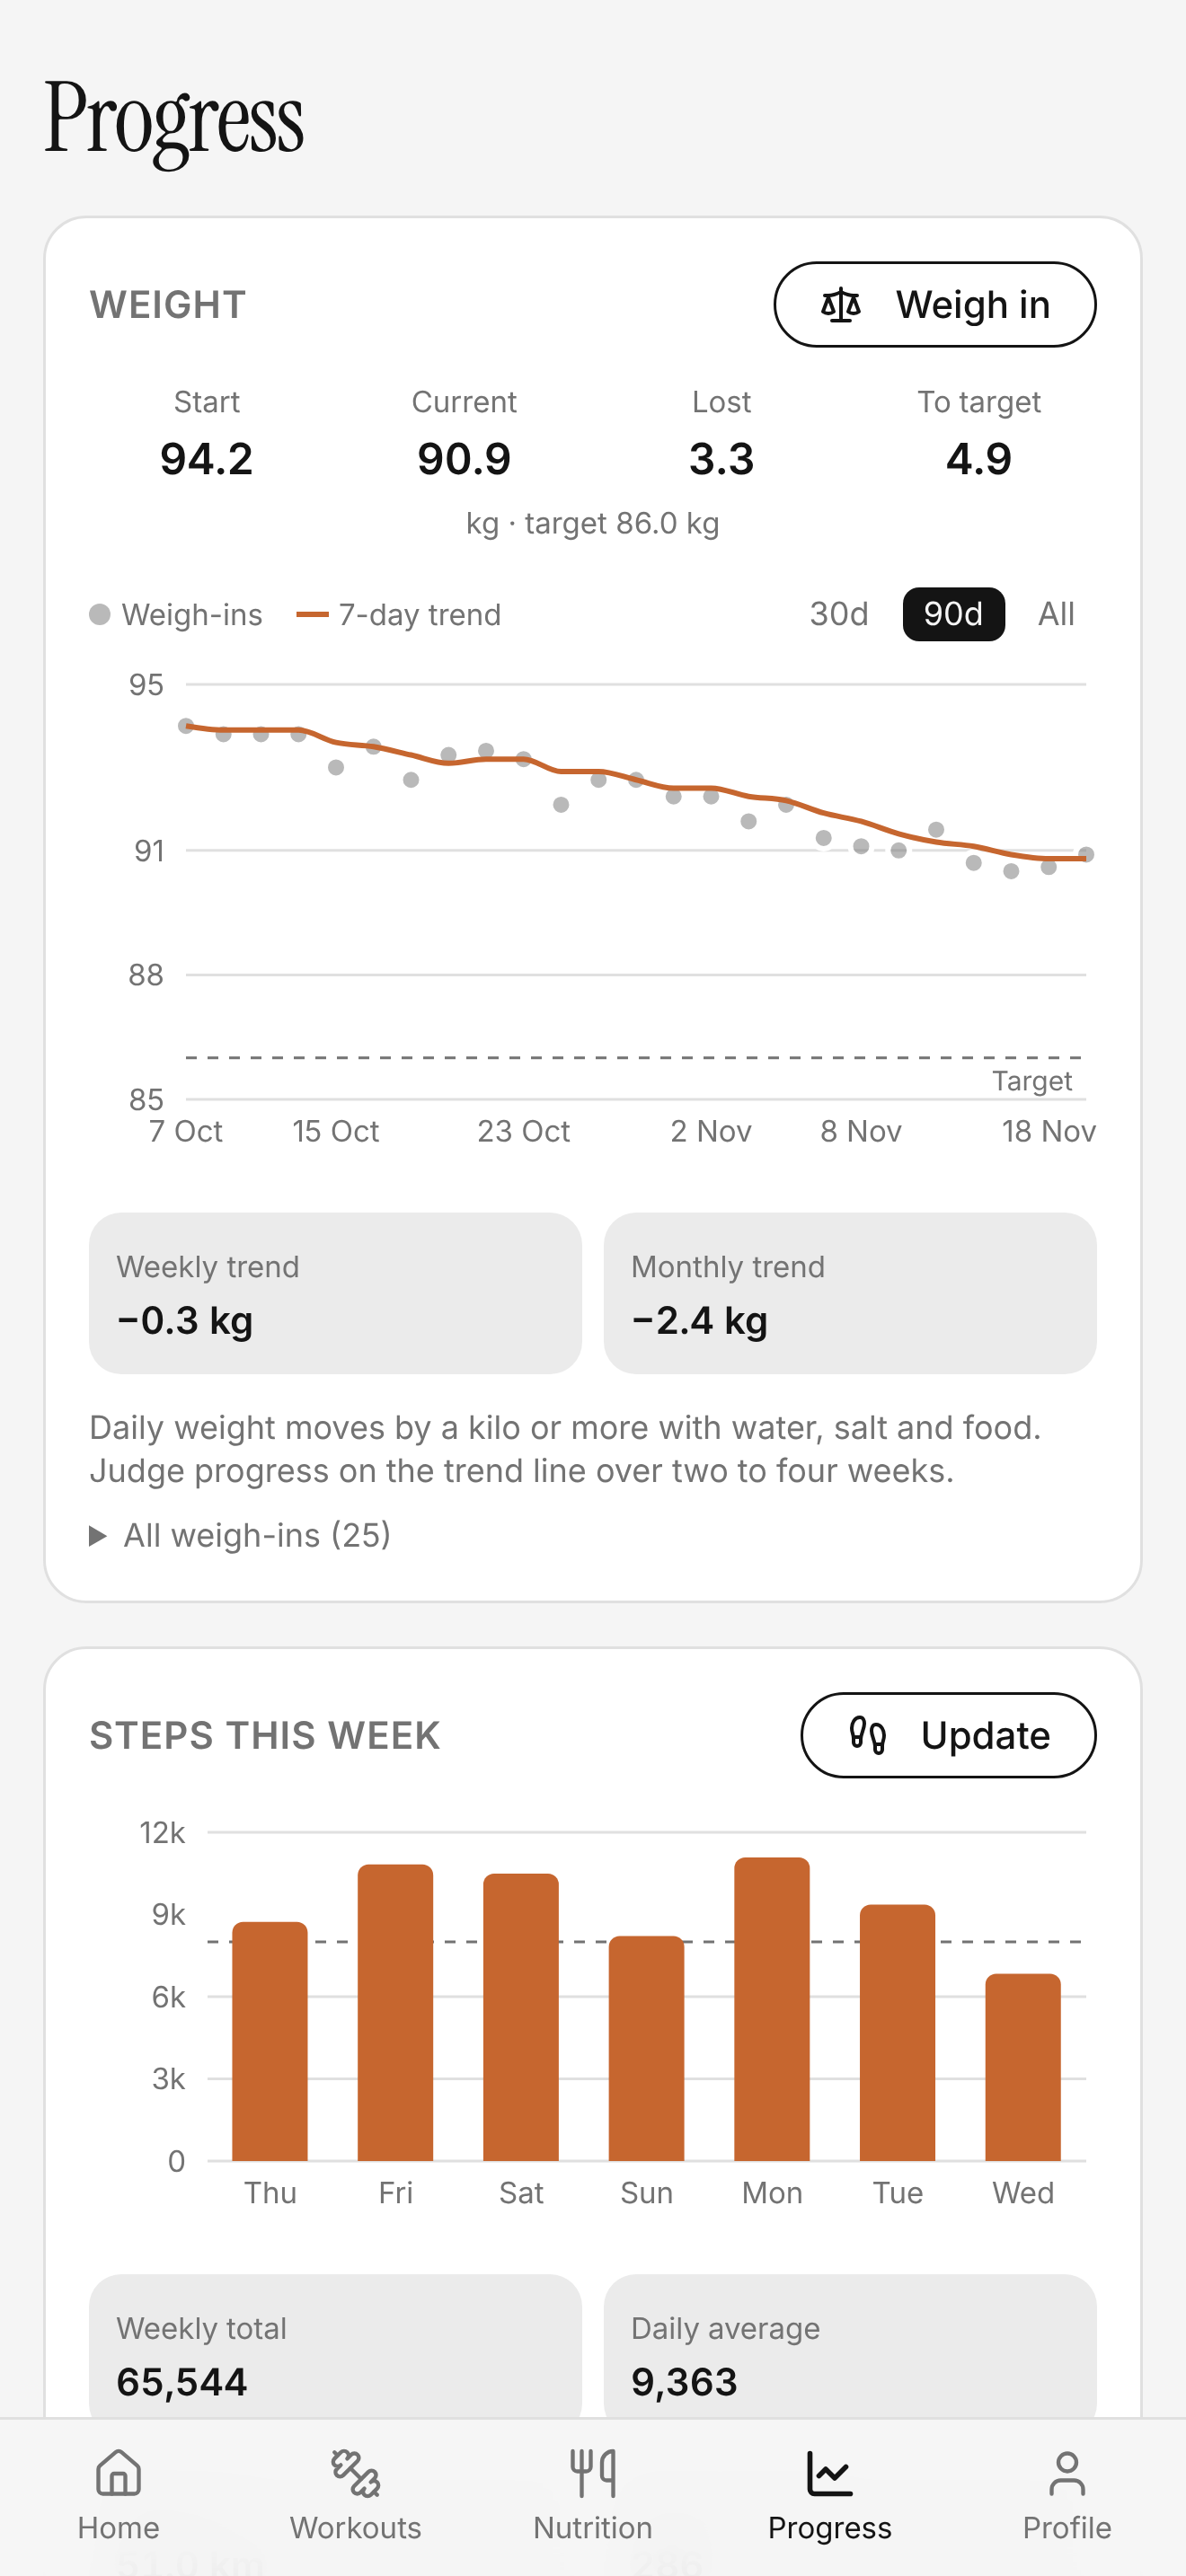 Progress
WEIGHT
Weigh in
Start Current Lost To target
94.2 90.9 3.3 4.9
kg · target 86.0 kg
Weigh-ins 7-day trend 30d 90d All
95
91
88
Target
85
7 Oct 15 Oct 23 Oct 2 Nov 8 Nov 18 Nov
Weekly trend Monthly trend
−0.3 kg −2.4 kg
Daily weight moves by a kilo or more with water, salt and food.
Judge progress on the trend line over two to four weeks.
All weigh-ins (25)
STEPS THIS WEEK
Update
12k
9k
6k
3k
0
Thu Fri Sat Sun Mon Tue Wed
Weekly total Daily average
65,544 9,363
Home Workouts Nutrition Progress Profile
51.0 km 286